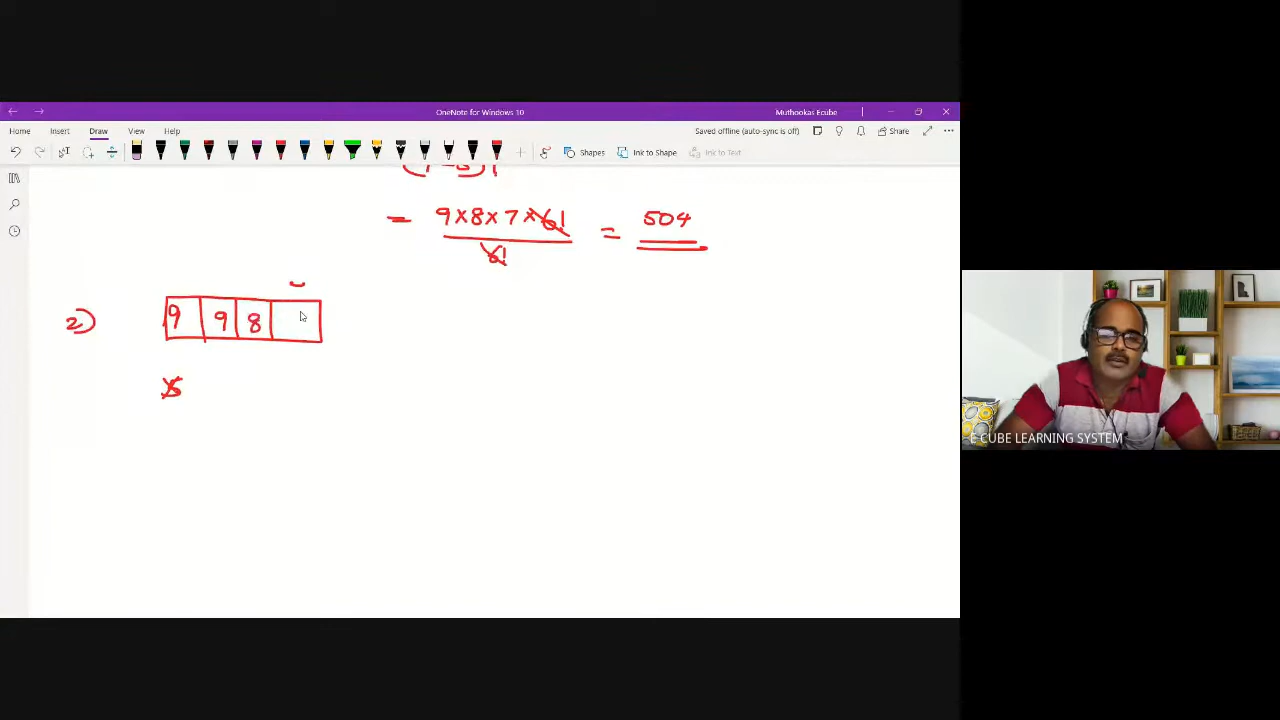 OneNote for Windows 10
Muthookas Ecube
Home Insert Draw View Help
Saved offline (auto-sync is off)
Share
Shapes
Ink to Shape
Ink to Text
= 9×8×7×6! = 504
6!
2) 9 9 8
E CUBE LEARNING SYSTEM